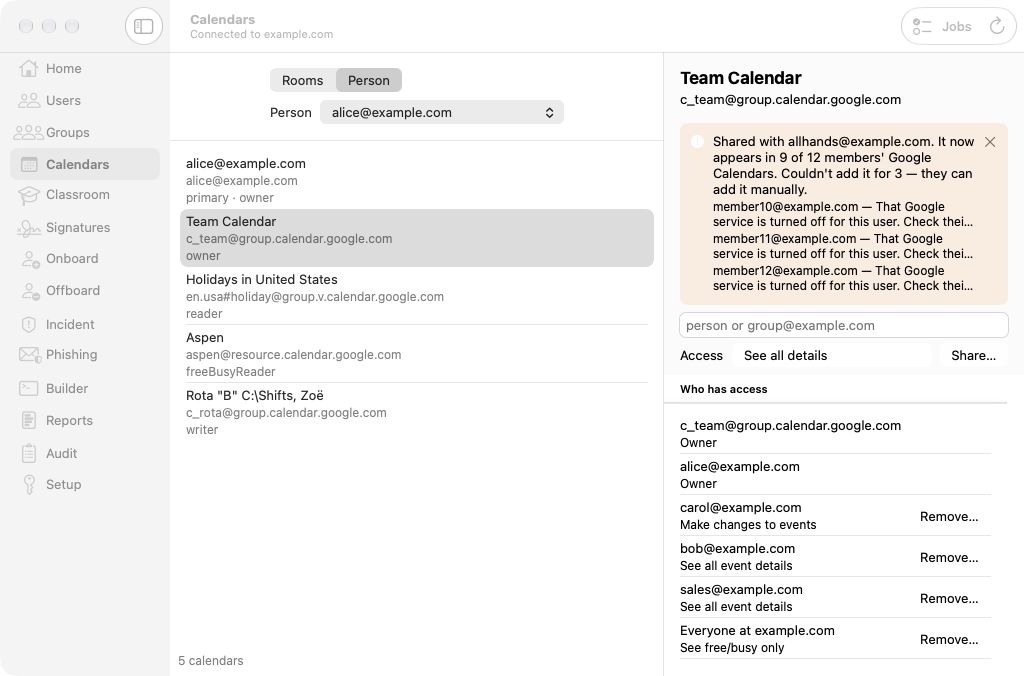 Calendars
Connected to example.com
Jobs
Home
Users
Groups
Calendars
Classroom
Signatures
Onboard
Offboard
Incident
Phishing
Builder
Reports
Audit
Setup
Rooms
Person
Person
alice@example.com
alice@example.com
alice@example.com
primary · owner
Team Calendar
c_team@group.calendar.google.com
owner
Holidays in United States
en.usa#holiday@group.v.calendar.google.com
reader
Aspen
aspen@resource.calendar.google.com
freeBusyReader
Rota "B" C:\Shifts, Zoë
c_rota@group.calendar.google.com
writer
5 calendars
Team Calendar
c_team@group.calendar.google.com
Shared with allhands@example.com. It now
appears in 9 of 12 members' Google
Calendars. Couldn't add it for 3 — they can
add it manually.
member10@example.com — That Google
service is turned off for this user. Check thei…
member11@example.com — That Google
service is turned off for this user. Check thei…
member12@example.com — That Google
service is turned off for this user. Check thei…
person or group@example.com
Access
See all details
Share…
Who has access
c_team@group.calendar.google.com
Owner
alice@example.com
Owner
carol@example.com
Make changes to events
Remove…
bob@example.com
See all event details
Remove…
sales@example.com
See all event details
Remove…
Everyone at example.com
See free/busy only
Remove…